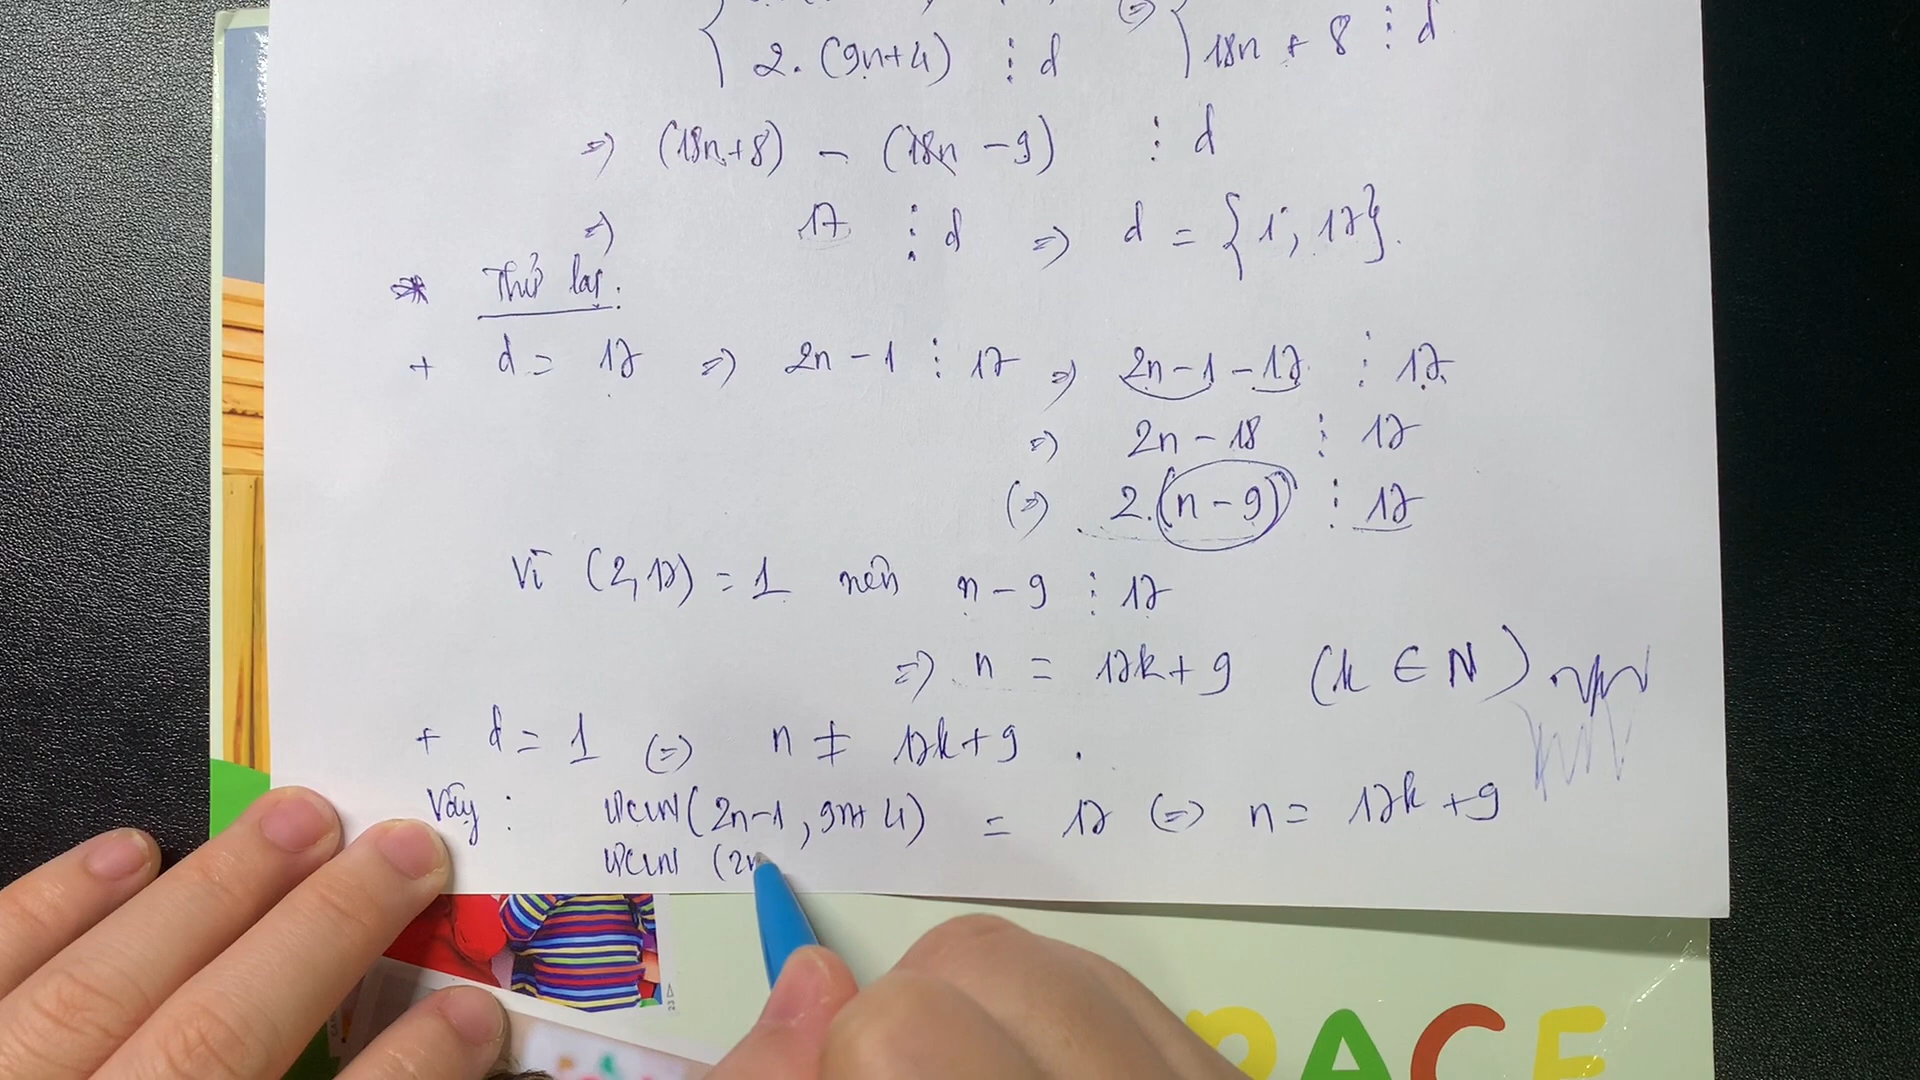 2.(9n+4) ⋮ d 18n + 8 ⋮ d
=> (18n+8) - (18n - 9) ⋮ d
=> 17 ⋮ d => d = {1; 17}.
* Thử lại:
+ d = 17 => 2n - 1 ⋮ 17 => 2n - 1 - 17 ⋮ 17
=> 2n - 18 ⋮ 17
(=> 2.(n - 9) ⋮ 17
Vì (2,17) = 1 nên n - 9 ⋮ 17
=> n = 17k + 9 (k ∈ N)
+ d = 1 (=> n ≠ 17k + 9.
Vậy: ƯCLN(2n-1, 9n+4) = 17 (=> n = 17k + 9
ƯCLN (2n
PACE